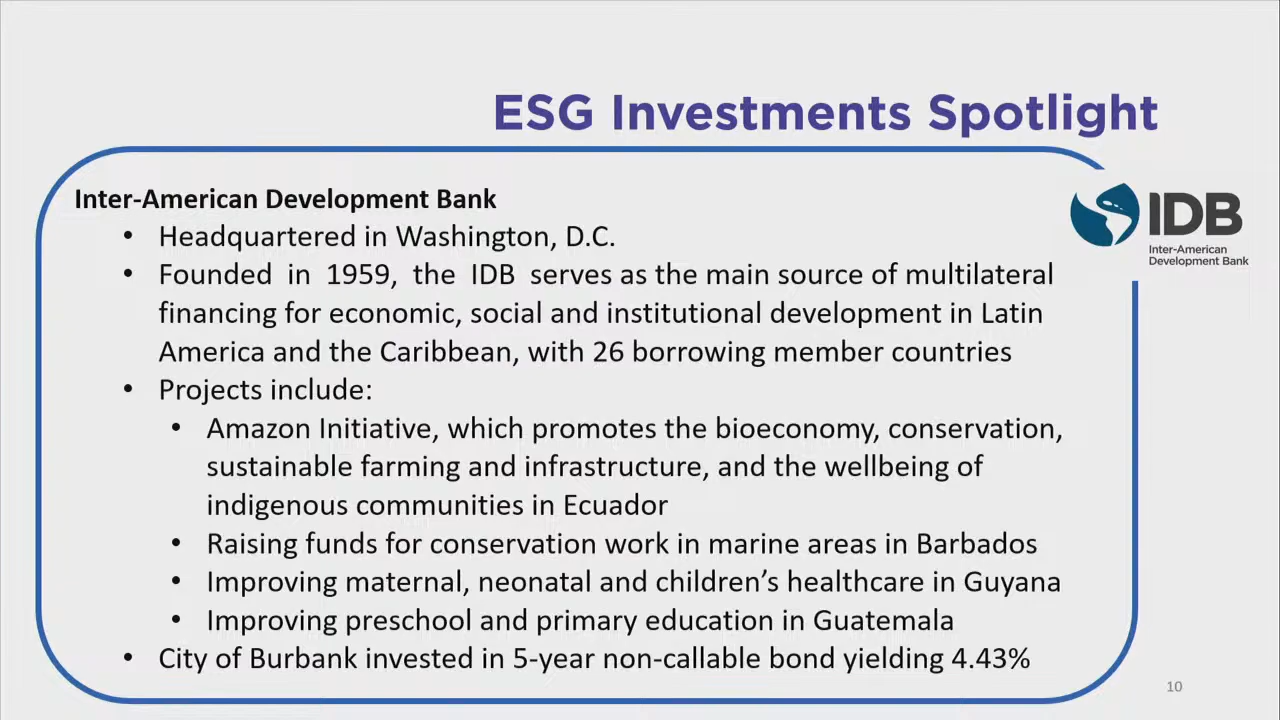 ESG Investments Spotlight
Inter-American Development Bank
• Headquartered in Washington, D.C.
• Founded in 1959, the IDB serves as the main source of multilateral
financing for economic, social and institutional development in Latin
America and the Caribbean, with 26 borrowing member countries
• Projects include:
• Amazon Initiative, which promotes the bioeconomy, conservation,
sustainable farming and infrastructure, and the wellbeing of
indigenous communities in Ecuador
• Raising funds for conservation work in marine areas in Barbados
• Improving maternal, neonatal and children’s healthcare in Guyana
• Improving preschool and primary education in Guatemala
• City of Burbank invested in 5-year non-callable bond yielding 4.43%
IDB
Inter-American
Development Bank
10